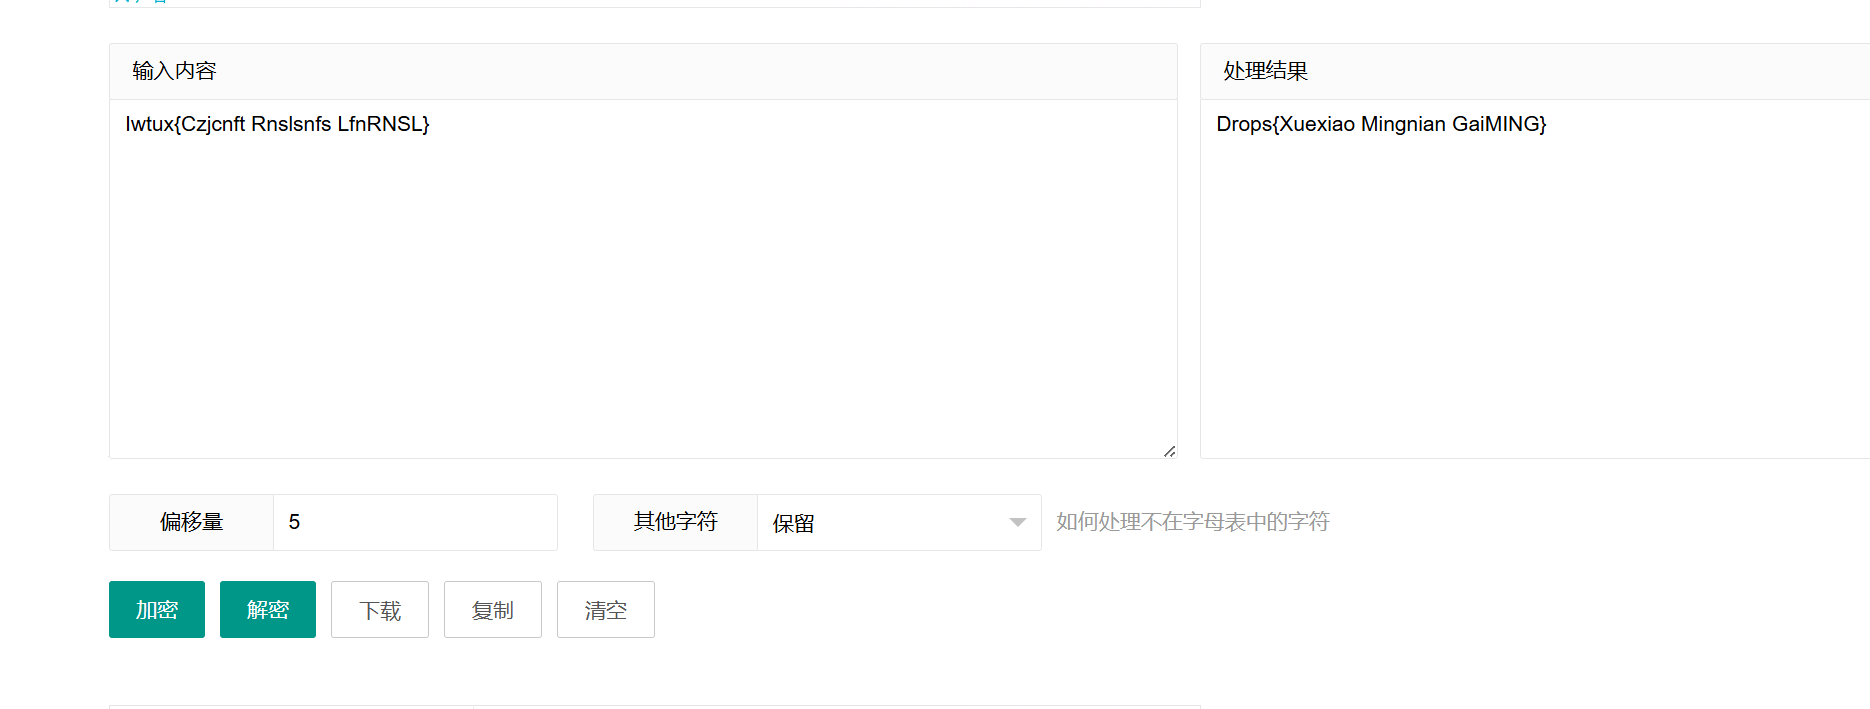 输入内容
处理结果
Iwtux{Czjcnft Rnslsnfs LfnRNSL}
Drops{Xuexiao Mingnian GaiMING}
偏移量
5
其他字符
保留
如何处理不在字母表中的字符
加密
解密
下载
复制
清空